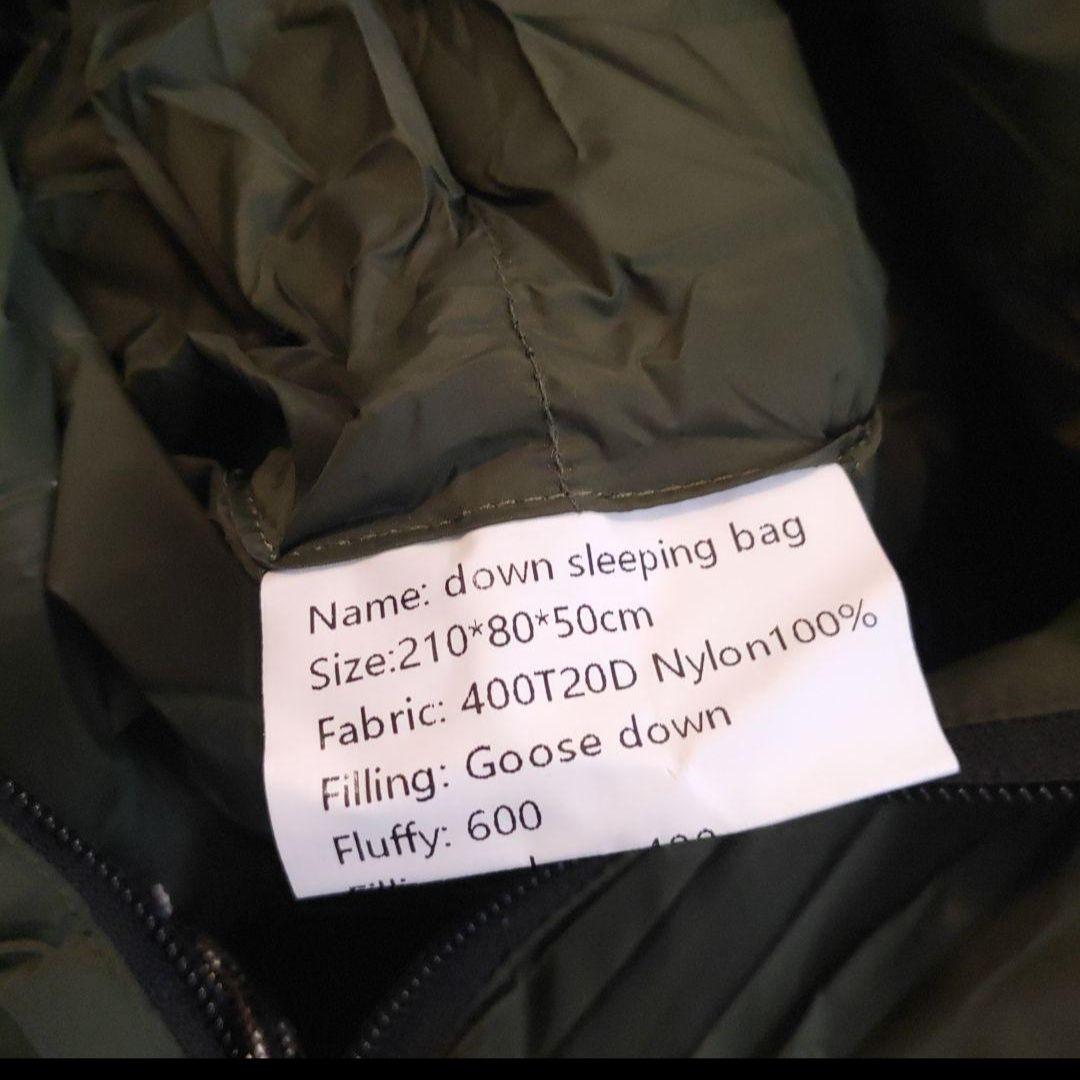 Name: down sleeping bag
Size:210*80*50cm
Fabric: 400T20D Nylon100%
Filling: Goose down
Fluffy: 600